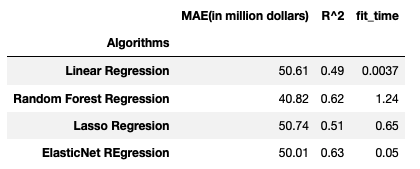 MAE(in million dollars) R^2 fit_time
Algorithms
Linear Regression 50.61 0.49 0.0037
Random Forest Regression 40.82 0.62 1.24
Lasso Regresion 50.74 0.51 0.65
ElasticNet REgression 50.01 0.63 0.05